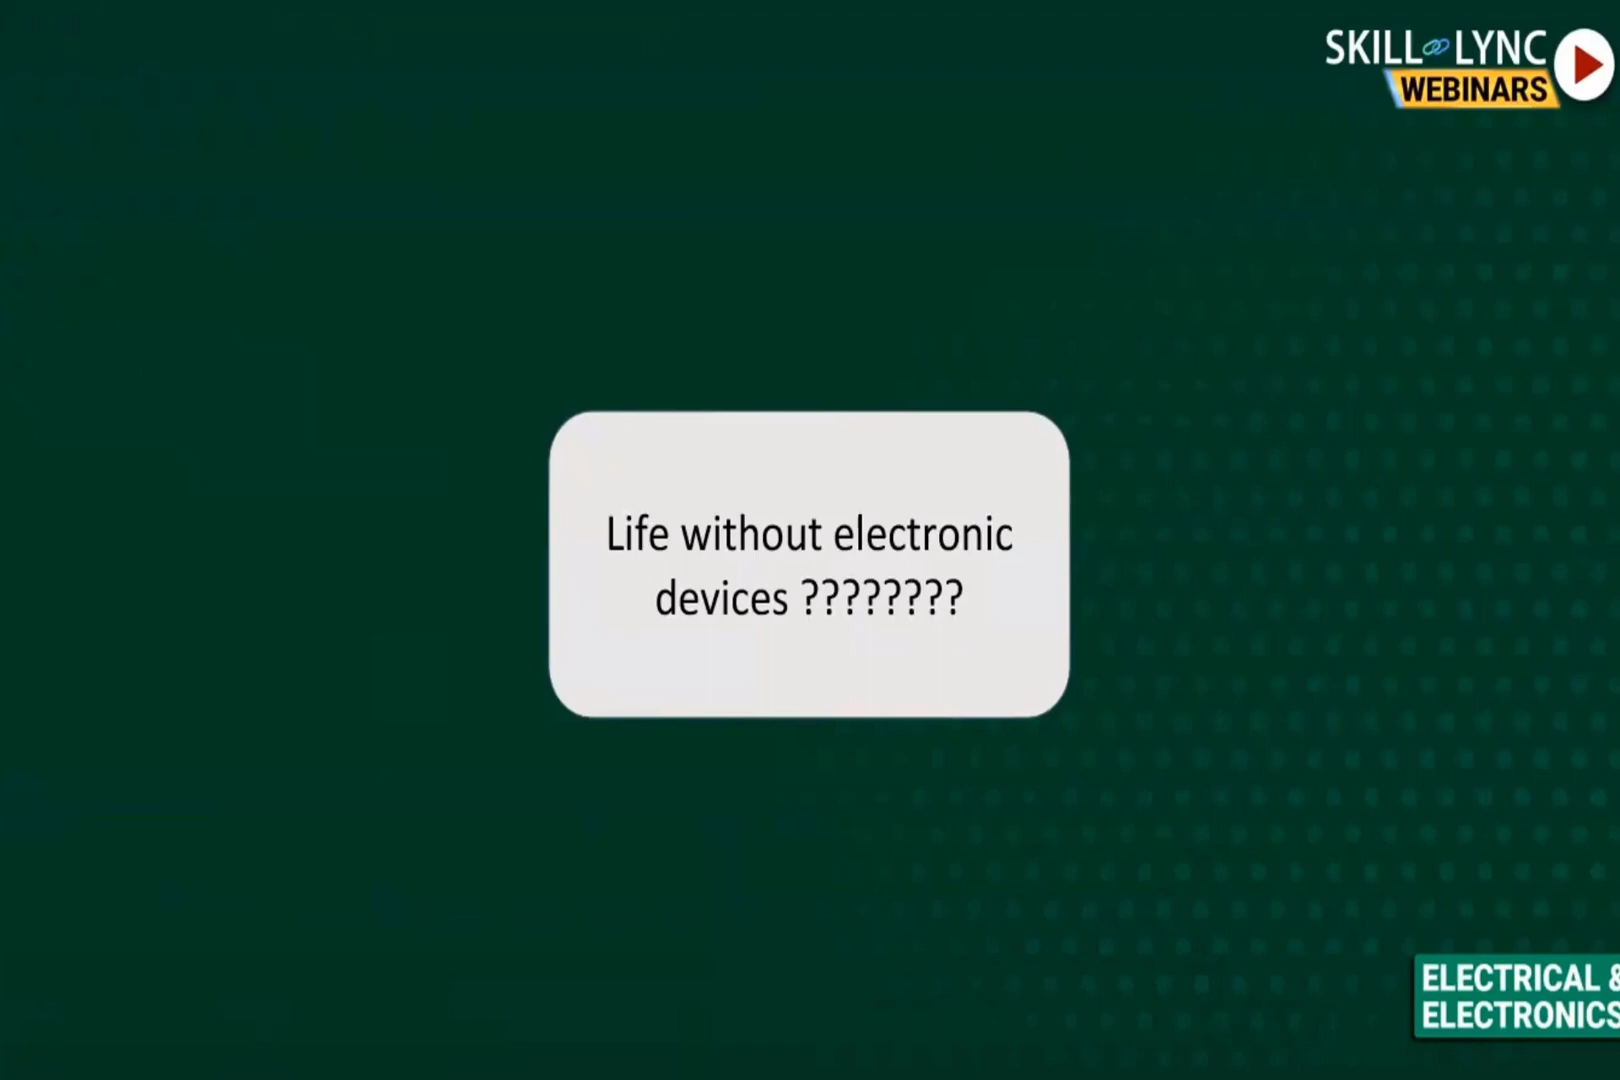 SKILL LYNC
WEBINARS
Life without electronic
devices ????????
ELECTRICAL &
ELECTRONICS